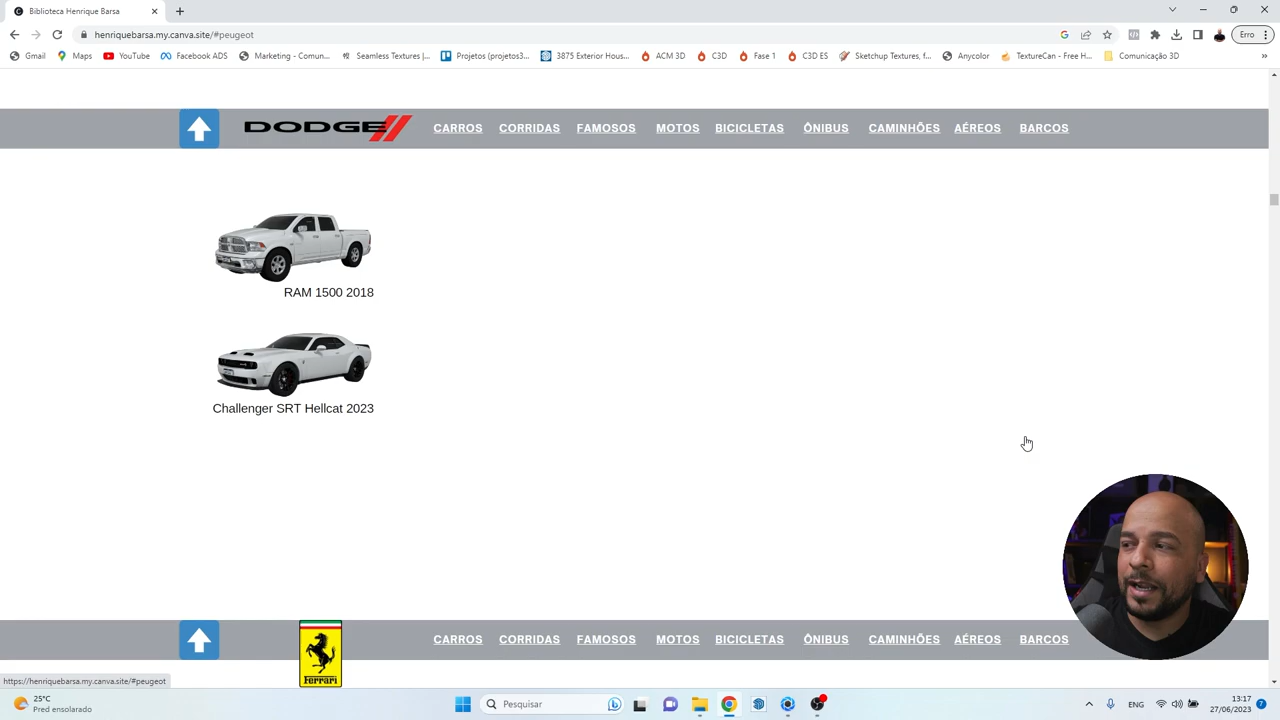 Biblioteca Henrique Barsa
henriquebarsa.my.canva.site/#peugeot
Erro
Gmail
Maps
YouTube
Facebook ADS
Marketing - Comun...
Seamless Textures |...
Projetos (projetos3...
3875 Exterior Hous...
ACM 3D
C3D
Fase 1
C3D ES
Sketchup Textures, f...
Anycolor
TextureCan - Free H...
Comunicação 3D
DODGE
CARROS CORRIDAS FAMOSOS MOTOS BICICLETAS ÔNIBUS CAMINHÕES AÉREOS BARCOS
RAM 1500 2018
Challenger SRT Hellcat 2023
CARROS CORRIDAS FAMOSOS MOTOS BICICLETAS ÔNIBUS CAMINHÕES AÉREOS BARCOS
Ferrari
https://henriquebarsa.my.canva.site/#peugeot
25°C
Pred ensolarado
Pesquisar
ENG
13:17
27/06/2023